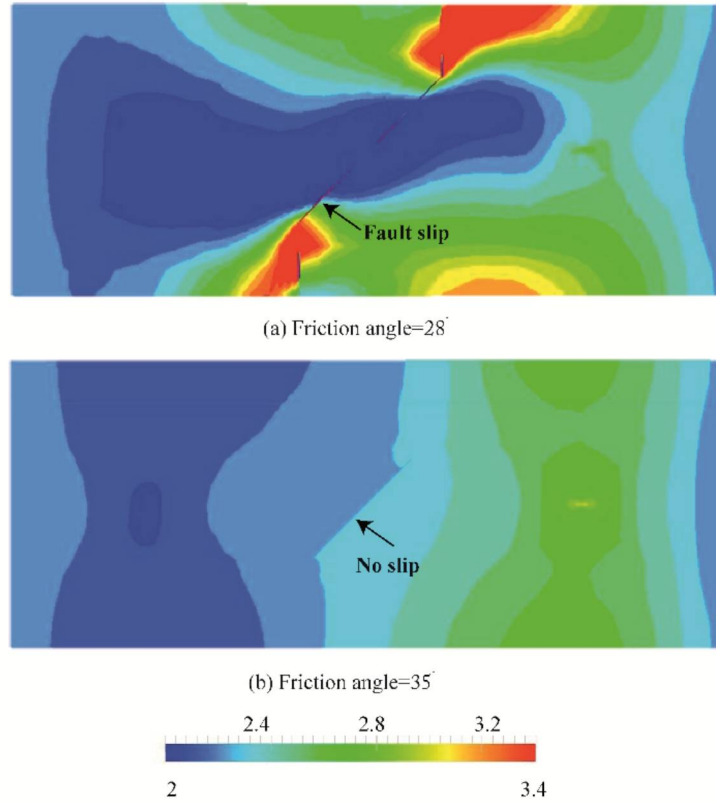 Fault slip
(a) Friction angle=28˙
No slip
(b) Friction angle=35˙
2.4 2.8 3.2
2 3.4